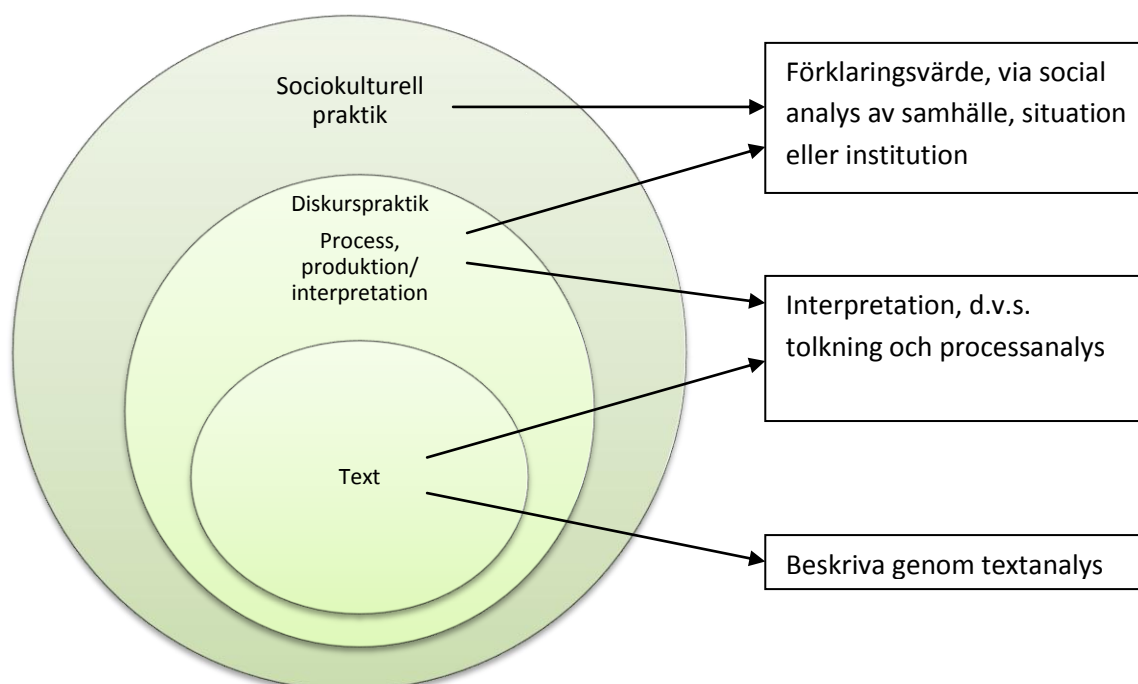 Sociokulturell
praktik
Diskurspraktik
Process,
produktion/
interpretation
Text
Förklaringsvärde, via social
analys av samhälle, situation
eller institution
Interpretation, d.v.s.
tolkning och processanalys
Beskriva genom textanalys